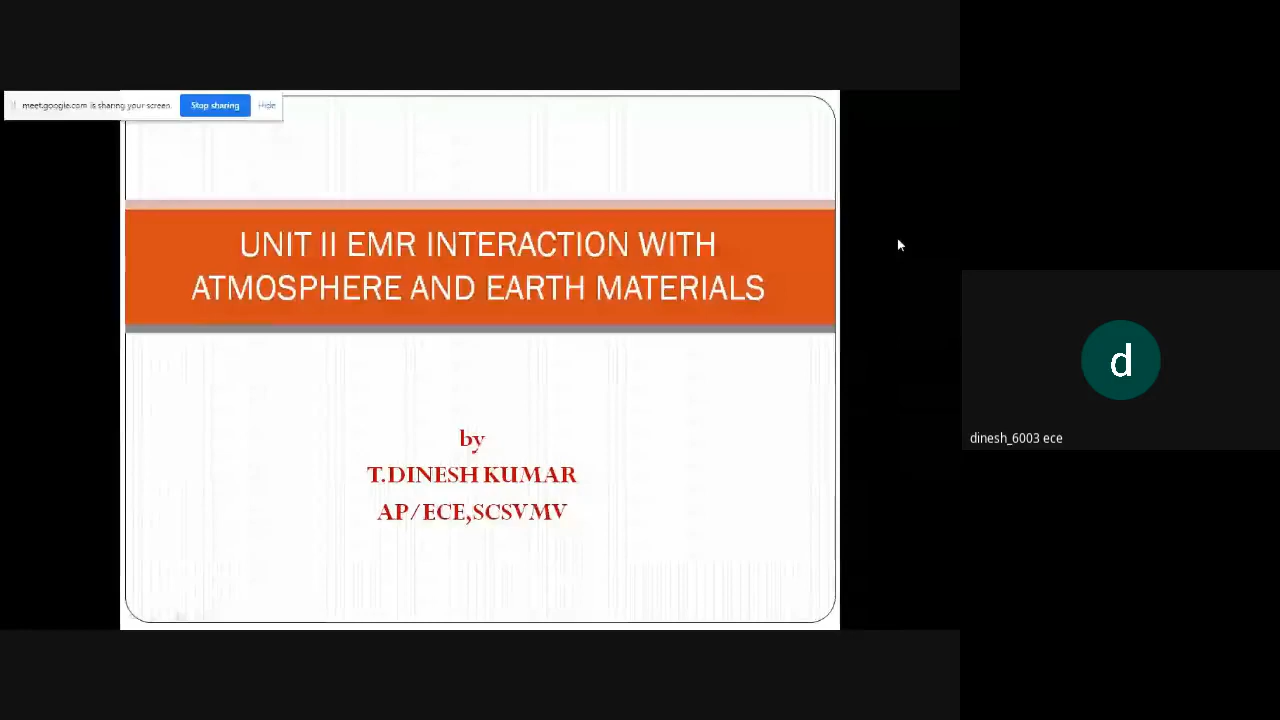 meet.google.com is sharing your screen.
Stop sharing
Hide
UNIT II EMR INTERACTION WITH
ATMOSPHERE AND EARTH MATERIALS
by
T.DINESH KUMAR
AP/ECE,SCSVMV
d
dinesh_6003 ece